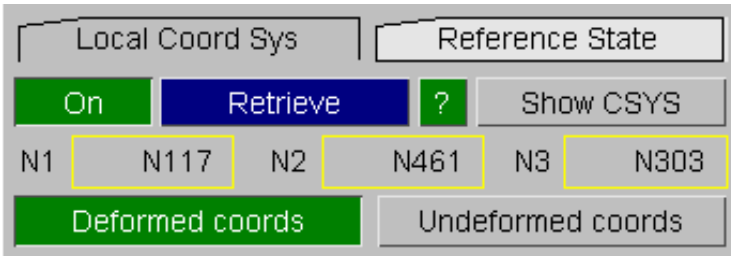 Local Coord Sys Reference State
On Retrieve ? Show CSYS
N1 N117 N2 N461 N3 N303
Deformed coords Undeformed coords